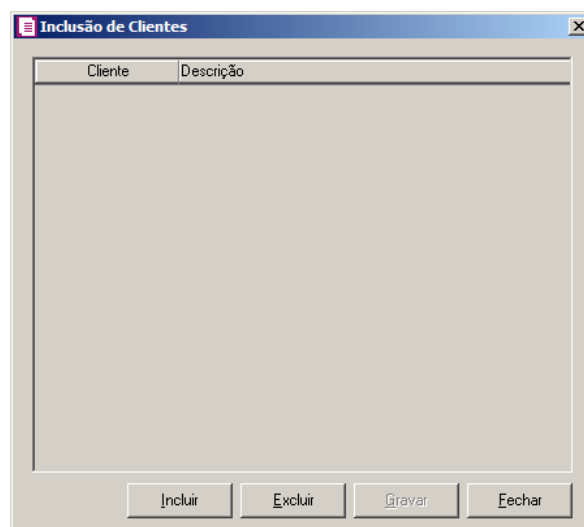 Inclusão de Clientes
Cliente Descrição
Incluir Excluir Gravar Fechar